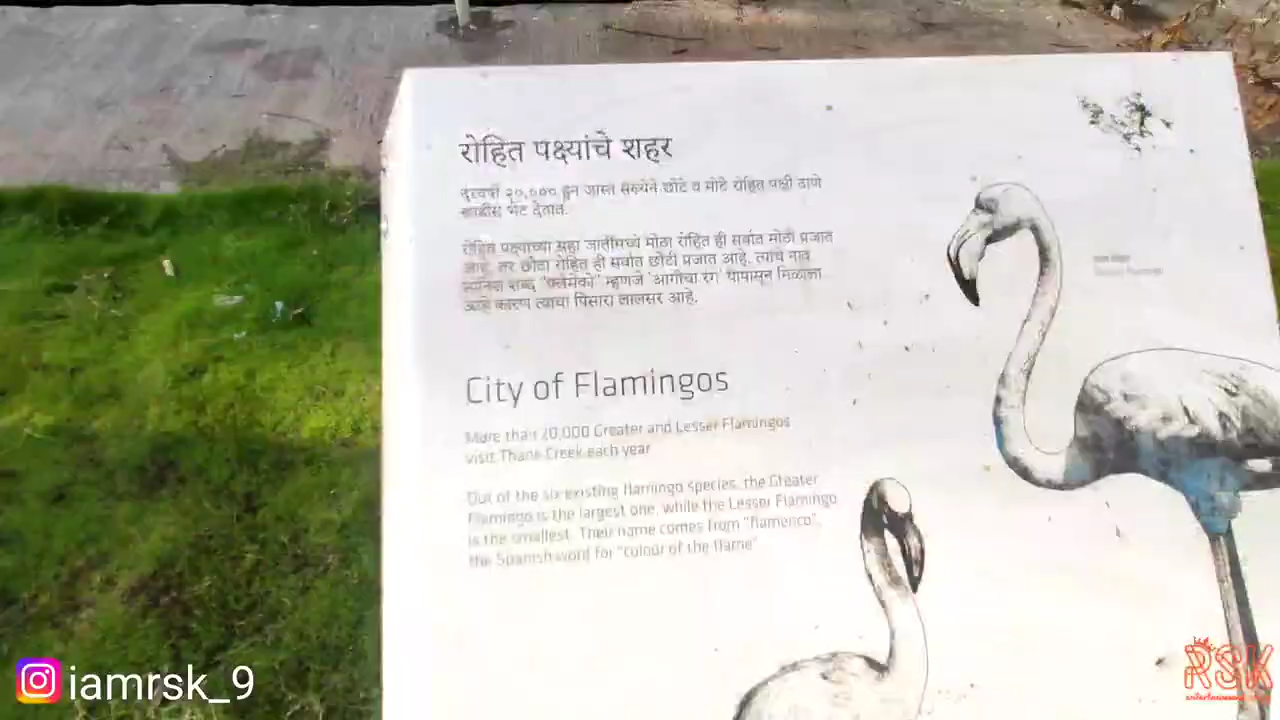 रोहित पक्ष्यांचे शहर
दरवर्षी २०,००० हून जास्त संख्येने छोटे व मोठे रोहित पक्षी ठाणे
खाडीस भेट देतात.
रोहित पक्ष्यांच्या सहा जातींमध्ये मोठा रोहित ही सर्वात मोठी प्रजात
आहे, तर छोटा रोहित ही सर्वात छोटी प्रजात आहे. त्यांचे नाव
स्पॅनिश शब्द "फ्लेमेंको" म्हणजे 'आगीचा रंग' यापासून मिळाला
आहे कारण त्यांचा पिसारा लालसर आहे.
City of Flamingos
More than 20,000 Greater and Lesser Flamingos
visit Thane Creek each year
Out of the six existing flamingo species, the Greater
Flamingo is the largest one, while the Lesser Flamingo
is the smallest. Their name comes from "flamenco",
the Spanish word for "colour of the flame"
iamrsk_9
RSK